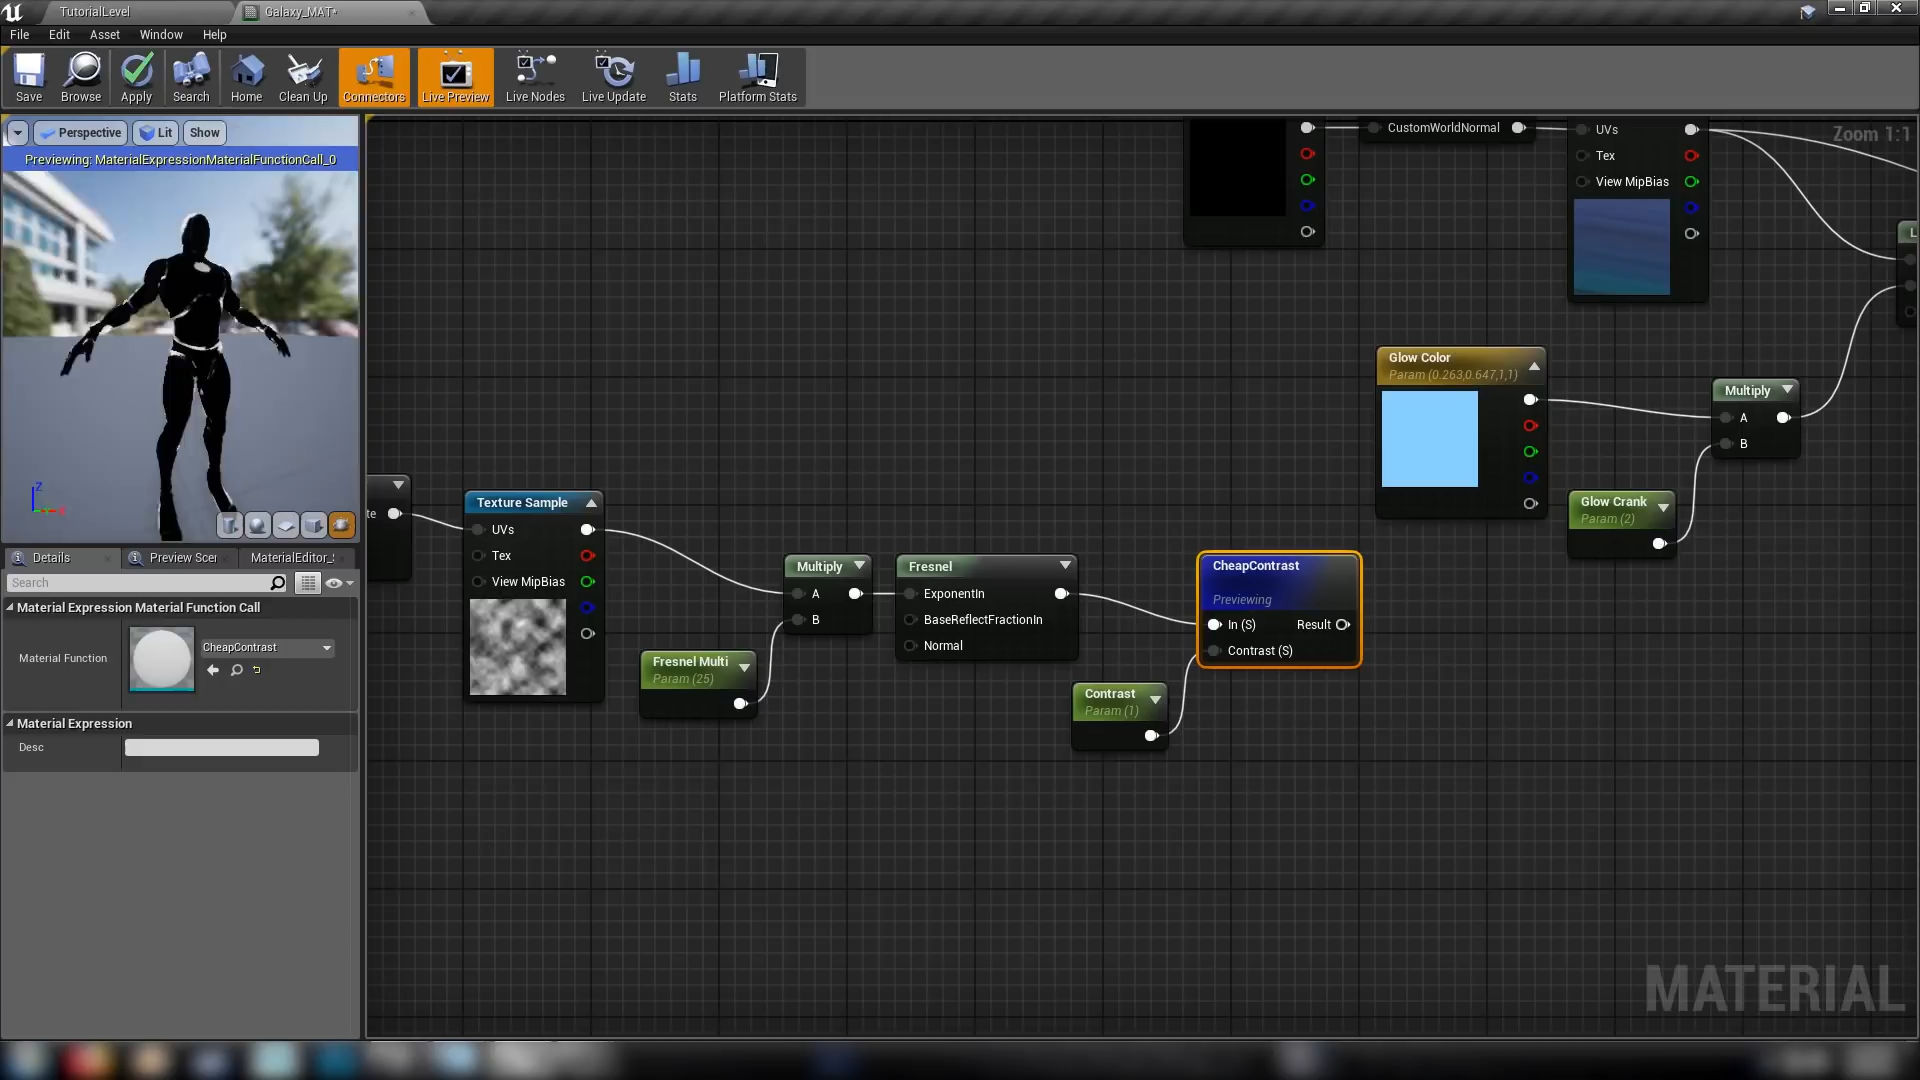 TutorialLevel
Galaxy_MAT*
File Edit Asset Window Help
Save Browse Apply Search Home Clean Up Connectors Live Preview Live Nodes Live Update Stats Platform Stats
Perspective Lit Show
Previewing: MaterialExpressionMaterialFunctionCall_0
Z
Details Preview Scer MaterialEditor_
Search
Material Expression Material Function Call
Material Function
CheapContrast
Material Expression
Desc
Zoom 1:1
CustomWorldNormal
UVs
Tex
View MipBias
L
Glow Color
Param (0.263,0.647,1,1)
Multiply
A
B
Glow Crank
Param (2)
te
Texture Sample
UVs
Tex
View MipBias
Multiply
A
B
Fresnel Multi
Param (25)
Fresnel
ExponentIn
BaseReflectFractionIn
Normal
CheapContrast
Previewing
In (S) Result
Contrast (S)
Contrast
Param (1)
MATERIAL